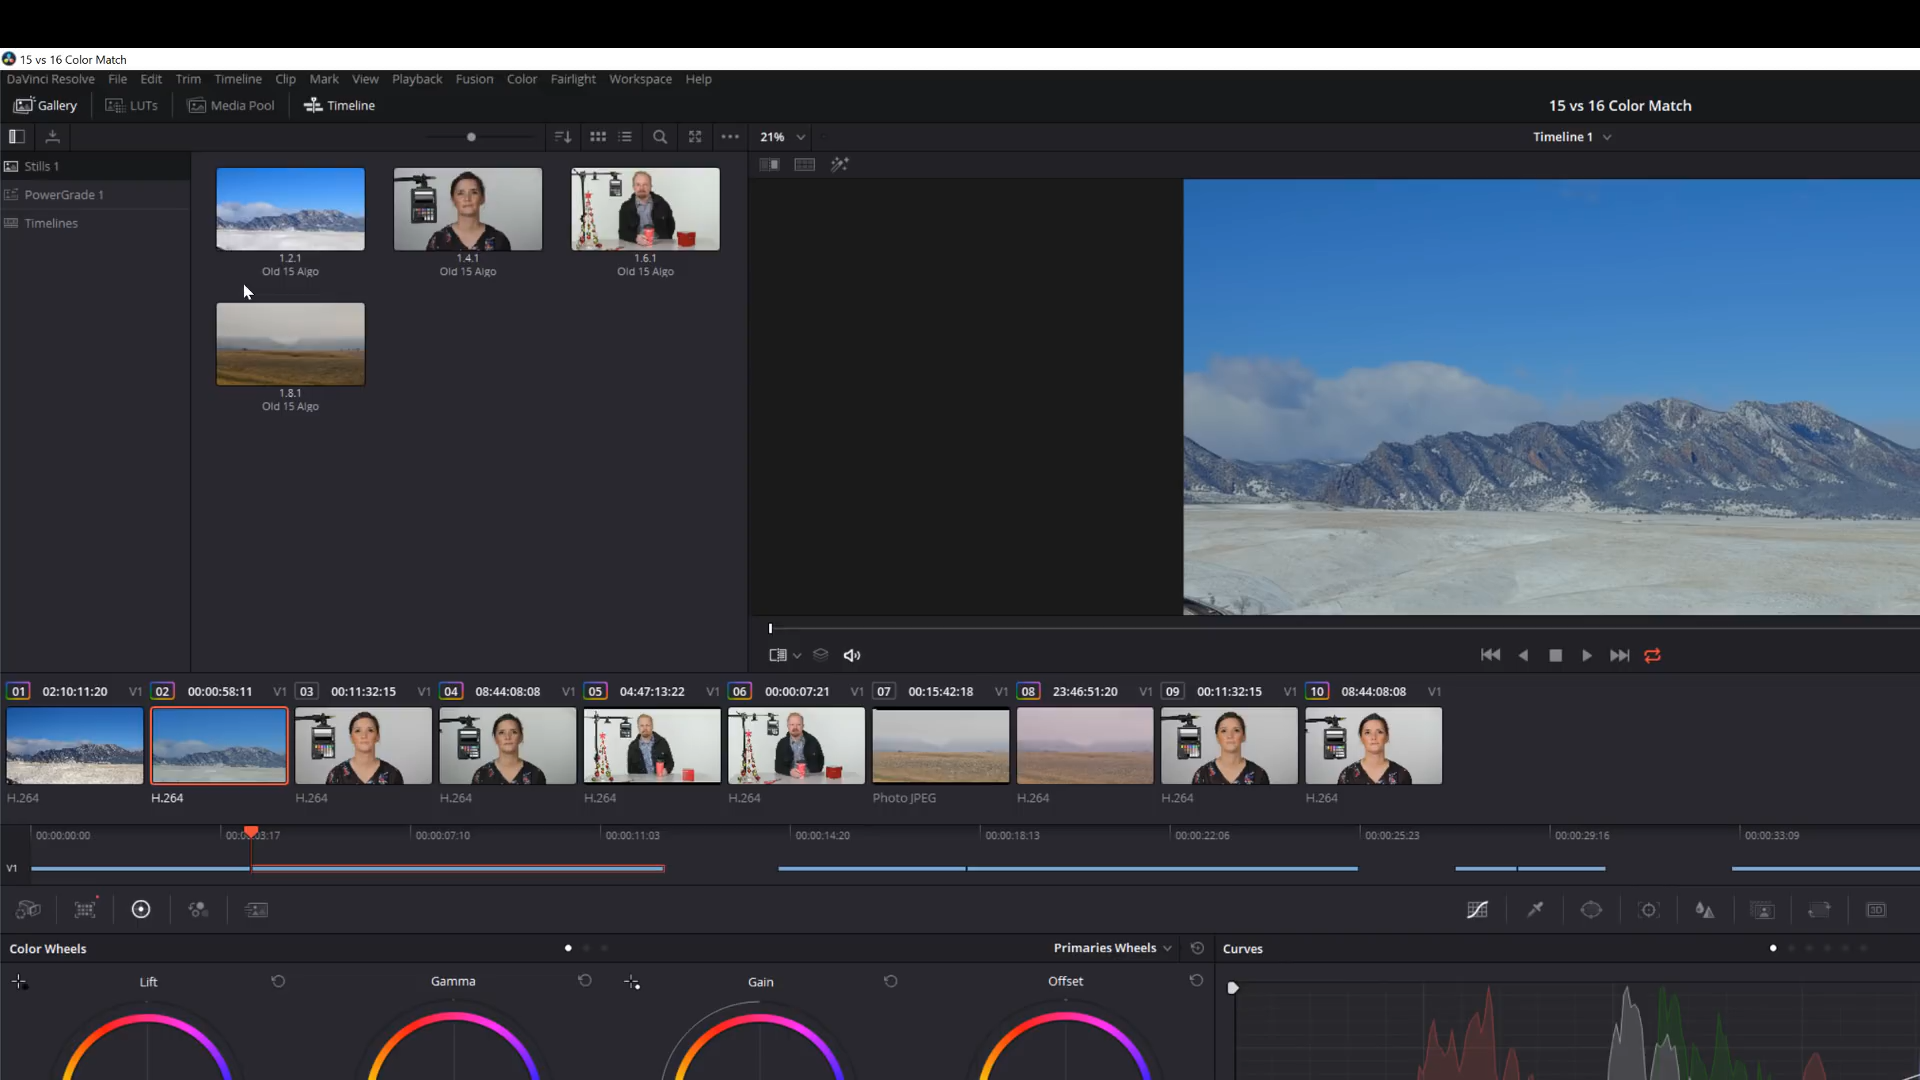 15 vs 16 Color Match
DaVinci Resolve File Edit Trim Timeline Clip Mark View Playback Fusion Color Fairlight Workspace Help
Gallery LUTs Media Pool Timeline 15 vs 16 Color Match
21% Timeline 1
Stills 1
PowerGrade 1
Timelines
1.2.1 1.4.1 1.6.1
Old 15 Algo Old 15 Algo Old 15 Algo
1.8.1
Old 15 Algo
01 02:10:11:20 V1 02 00:00:58:11 V1 03 00:11:32:15 V1 04 08:44:08:08 V1 05 04:47:13:22 V1 06 00:00:07:21 V1 07 00:15:42:18 V1 08 23:46:51:20 V1 09 00:11:32:15 V1 10 08:44:08:08 V1
H.264 H.264 H.264 H.264 H.264 H.264 Photo JPEG H.264 H.264 H.264
00:00:00:00 00:00:03:17 00:00:07:10 00:00:11:03 00:00:14:20 00:00:18:13 00:00:22:06 00:00:25:23 00:00:29:16 00:00:33:09
V1
3D
Color Wheels Primaries Wheels Curves
Lift Gamma Gain Offset